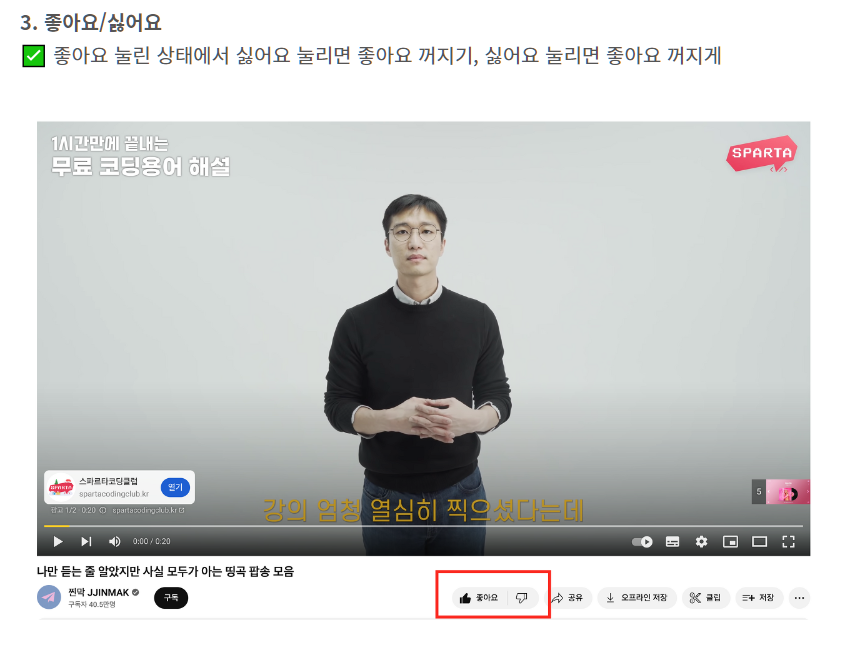 3. 좋아요/싫어요
✅ 좋아요 눌린 상태에서 싫어요 눌리면 좋아요 꺼지기, 싫어요 눌리면 좋아요 꺼지게
1시간만에 끝내는
무료 코딩용어 해설
SPARTA
</>
SPARTA
스파르타코딩클럽
spartacodingclub.kr
열기
광고 1/2 · 0:20 ⓘ spartacodingclub.kr
강의 엄청 열심히 찍으셨다는데
5
0:00 / 0:20
나만 듣는 줄 알았지만 사실 모두가 아는 띵곡 팝송 모음
찐막 JJINMAK
구독자 40.5만명
구독
좋아요
공유
오프라인 저장
클립
저장